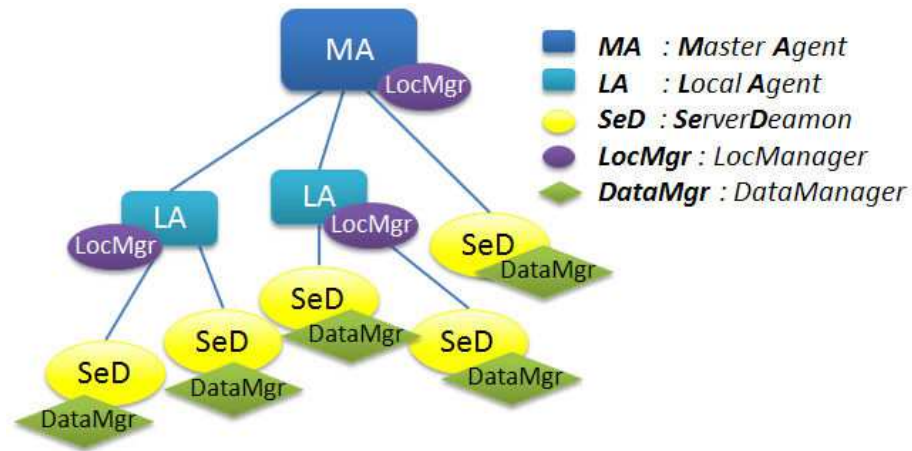 MA
LocMgr
LA
LocMgr
LA
LocMgr
SeD
DataMgr
SeD
DataMgr
SeD
DataMgr
SeD
DataMgr
SeD
DataMgr
MA : Master Agent
LA : Local Agent
SeD : ServerDeamon
LocMgr : LocManager
DataMgr : DataManager